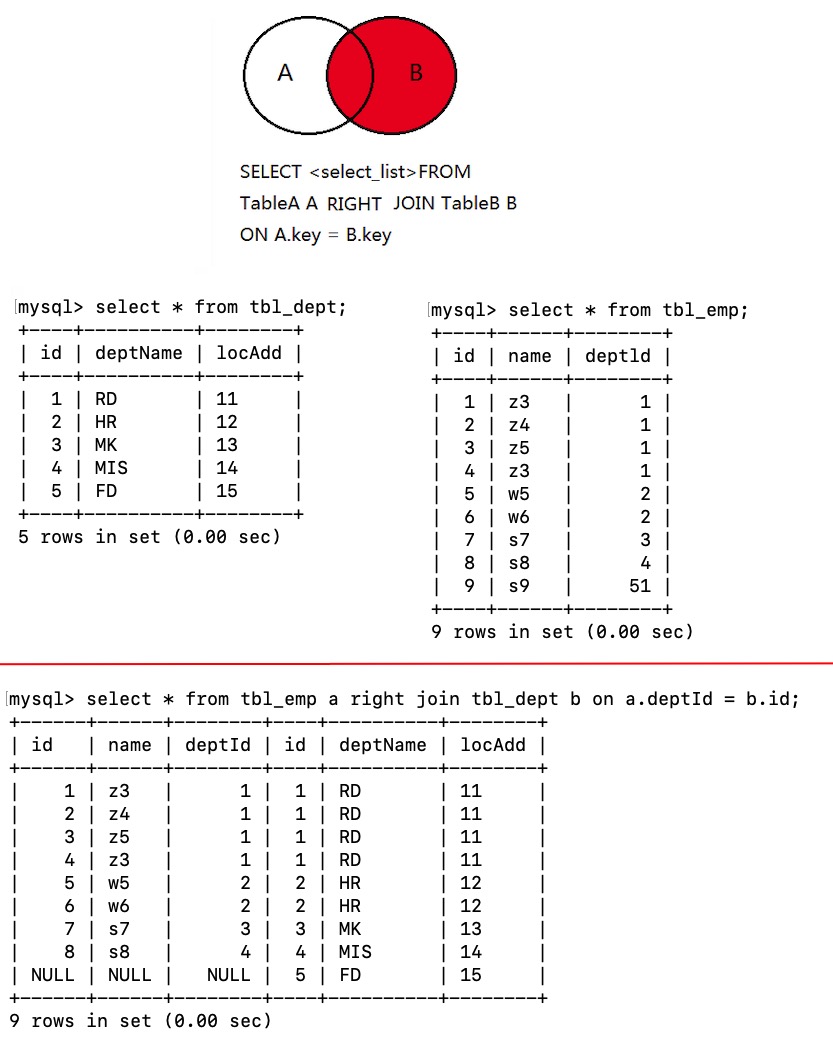 A B
SELECT <select_list>FROM
TableA A RIGHT JOIN TableB B
ON A.key = B.key
mysql> select * from tbl_dept;
+----+----------+--------+
| id | deptName | locAdd |
+----+----------+--------+
| 1 | RD | 11 |
| 2 | HR | 12 |
| 3 | MK | 13 |
| 4 | MIS | 14 |
| 5 | FD | 15 |
+----+----------+--------+
5 rows in set (0.00 sec)
mysql> select * from tbl_emp;
+----+------+--------+
| id | name | deptld |
+----+------+--------+
| 1 | z3 | 1 |
| 2 | z4 | 1 |
| 3 | z5 | 1 |
| 4 | z3 | 1 |
| 5 | w5 | 2 |
| 6 | w6 | 2 |
| 7 | s7 | 3 |
| 8 | s8 | 4 |
| 9 | s9 | 51 |
+----+------+--------+
9 rows in set (0.00 sec)
mysql> select * from tbl_emp a right join tbl_dept b on a.deptId = b.id;
+------+------+--------+----+----------+--------+
| id | name | deptId | id | deptName | locAdd |
+------+------+--------+----+----------+--------+
| 1 | z3 | 1 | 1 | RD | 11 |
| 2 | z4 | 1 | 1 | RD | 11 |
| 3 | z5 | 1 | 1 | RD | 11 |
| 4 | z3 | 1 | 1 | RD | 11 |
| 5 | w5 | 2 | 2 | HR | 12 |
| 6 | w6 | 2 | 2 | HR | 12 |
| 7 | s7 | 3 | 3 | MK | 13 |
| 8 | s8 | 4 | 4 | MIS | 14 |
| NULL | NULL | NULL | 5 | FD | 15 |
+------+------+--------+----+----------+--------+
9 rows in set (0.00 sec)